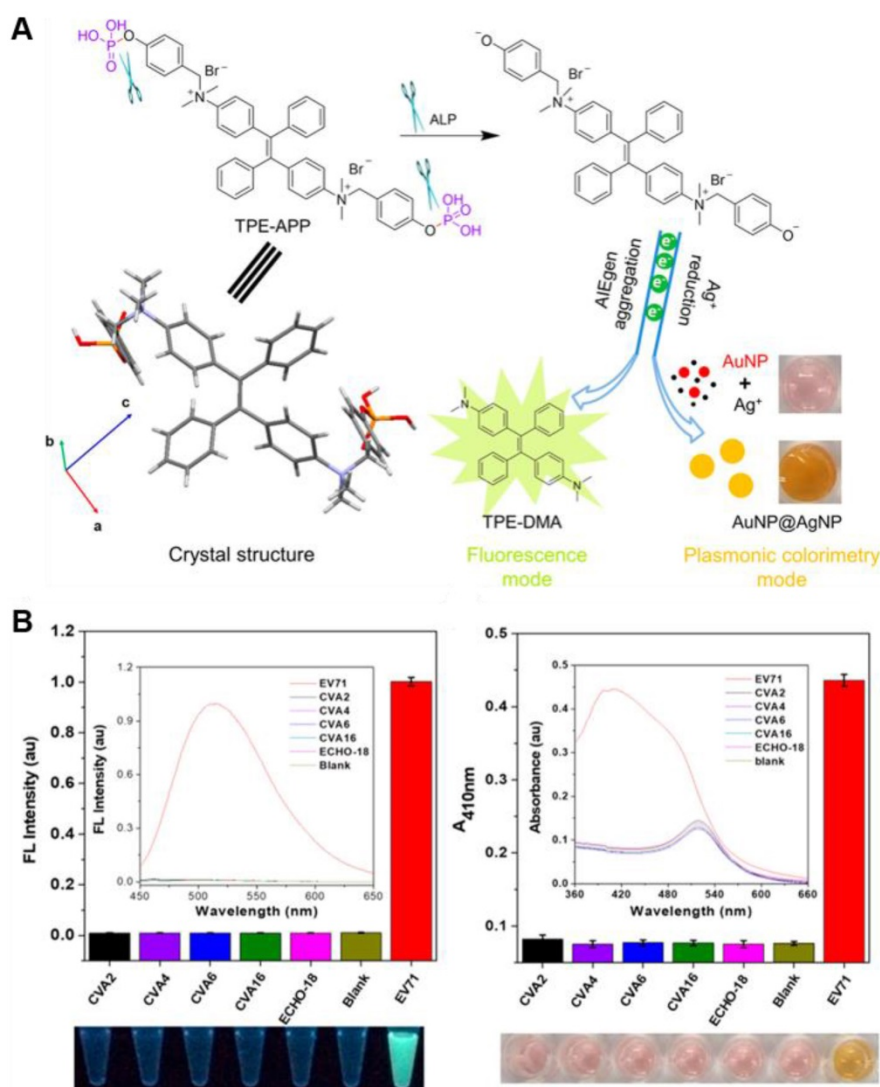 A
OH
HO
P
O
O
Br⁻
N⁺
ALP
Br⁻
N⁺
O
P
OH
OH
O
TPE-APP
⁻O
Br⁻
N⁺
Br⁻
N⁺
O⁻
e⁻
e⁻
e⁻
e⁻
AIEgen
aggregation
Ag⁺
reduction
AuNP
+
Ag⁺
c
b
a
N
N
TPE-DMA
AuNP@AgNP
Crystal structure
Fluorescence
mode
Plasmonic colorimetry
mode
B
FL Intensity (au)
1.2
1.0
0.8
0.6
0.4
0.2
0.0
FL Intensity (au)
1.2
0.9
0.6
0.3
0.0
450 500 550 600 650
Wavelength (nm)
EV71
CVA2
CVA4
CVA6
CVA16
ECHO-18
Blank
CVA2
CVA4
CVA6
CVA16
ECHO-18
Blank
EV71
A410nm
0.5
0.4
0.3
0.2
0.1
Absorbance (au)
0.5
0.4
0.3
0.2
0.1
0.0
360 420 480 540 600 660
Wavelength (nm)
EV71
CVA2
CVA4
CVA6
CVA16
ECHO-18
blank
CVA2
CVA4
CVA6
CVA16
ECHO-18
Blank
EV71